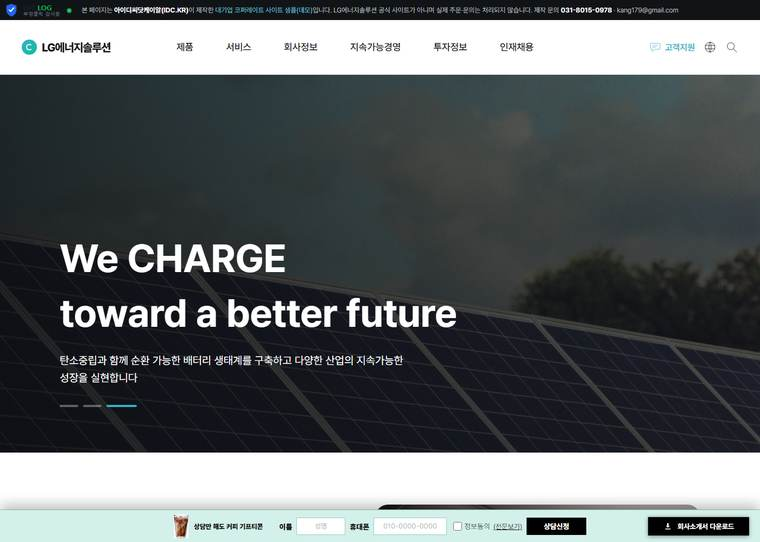 LOG
부정클릭 감시중
본 페이지는 아이디씨닷케이알(IDC.KR)이 제작한 대기업 코퍼레이트 사이트 샘플(데모)입니다. LG에너지솔루션 공식 사이트가 아니며 실제 주문·문의는 처리되지 않습니다. 제작 문의 031-8015-0978 · kang179@gmail.com
C LG에너지솔루션 제품 서비스 회사정보 지속가능경영 투자정보 인재채용 고객지원
We CHARGE
toward a better future
탄소중립과 함께 순환 가능한 배터리 생태계를 구축하고 다양한 산업의 지속가능한
성장을 실현합니다
상담만 해도 커피 기프티콘 이름 성명 휴대폰 010-0000-0000 정보동의 (전문보기) 상담신청 회사소개서 다운로드